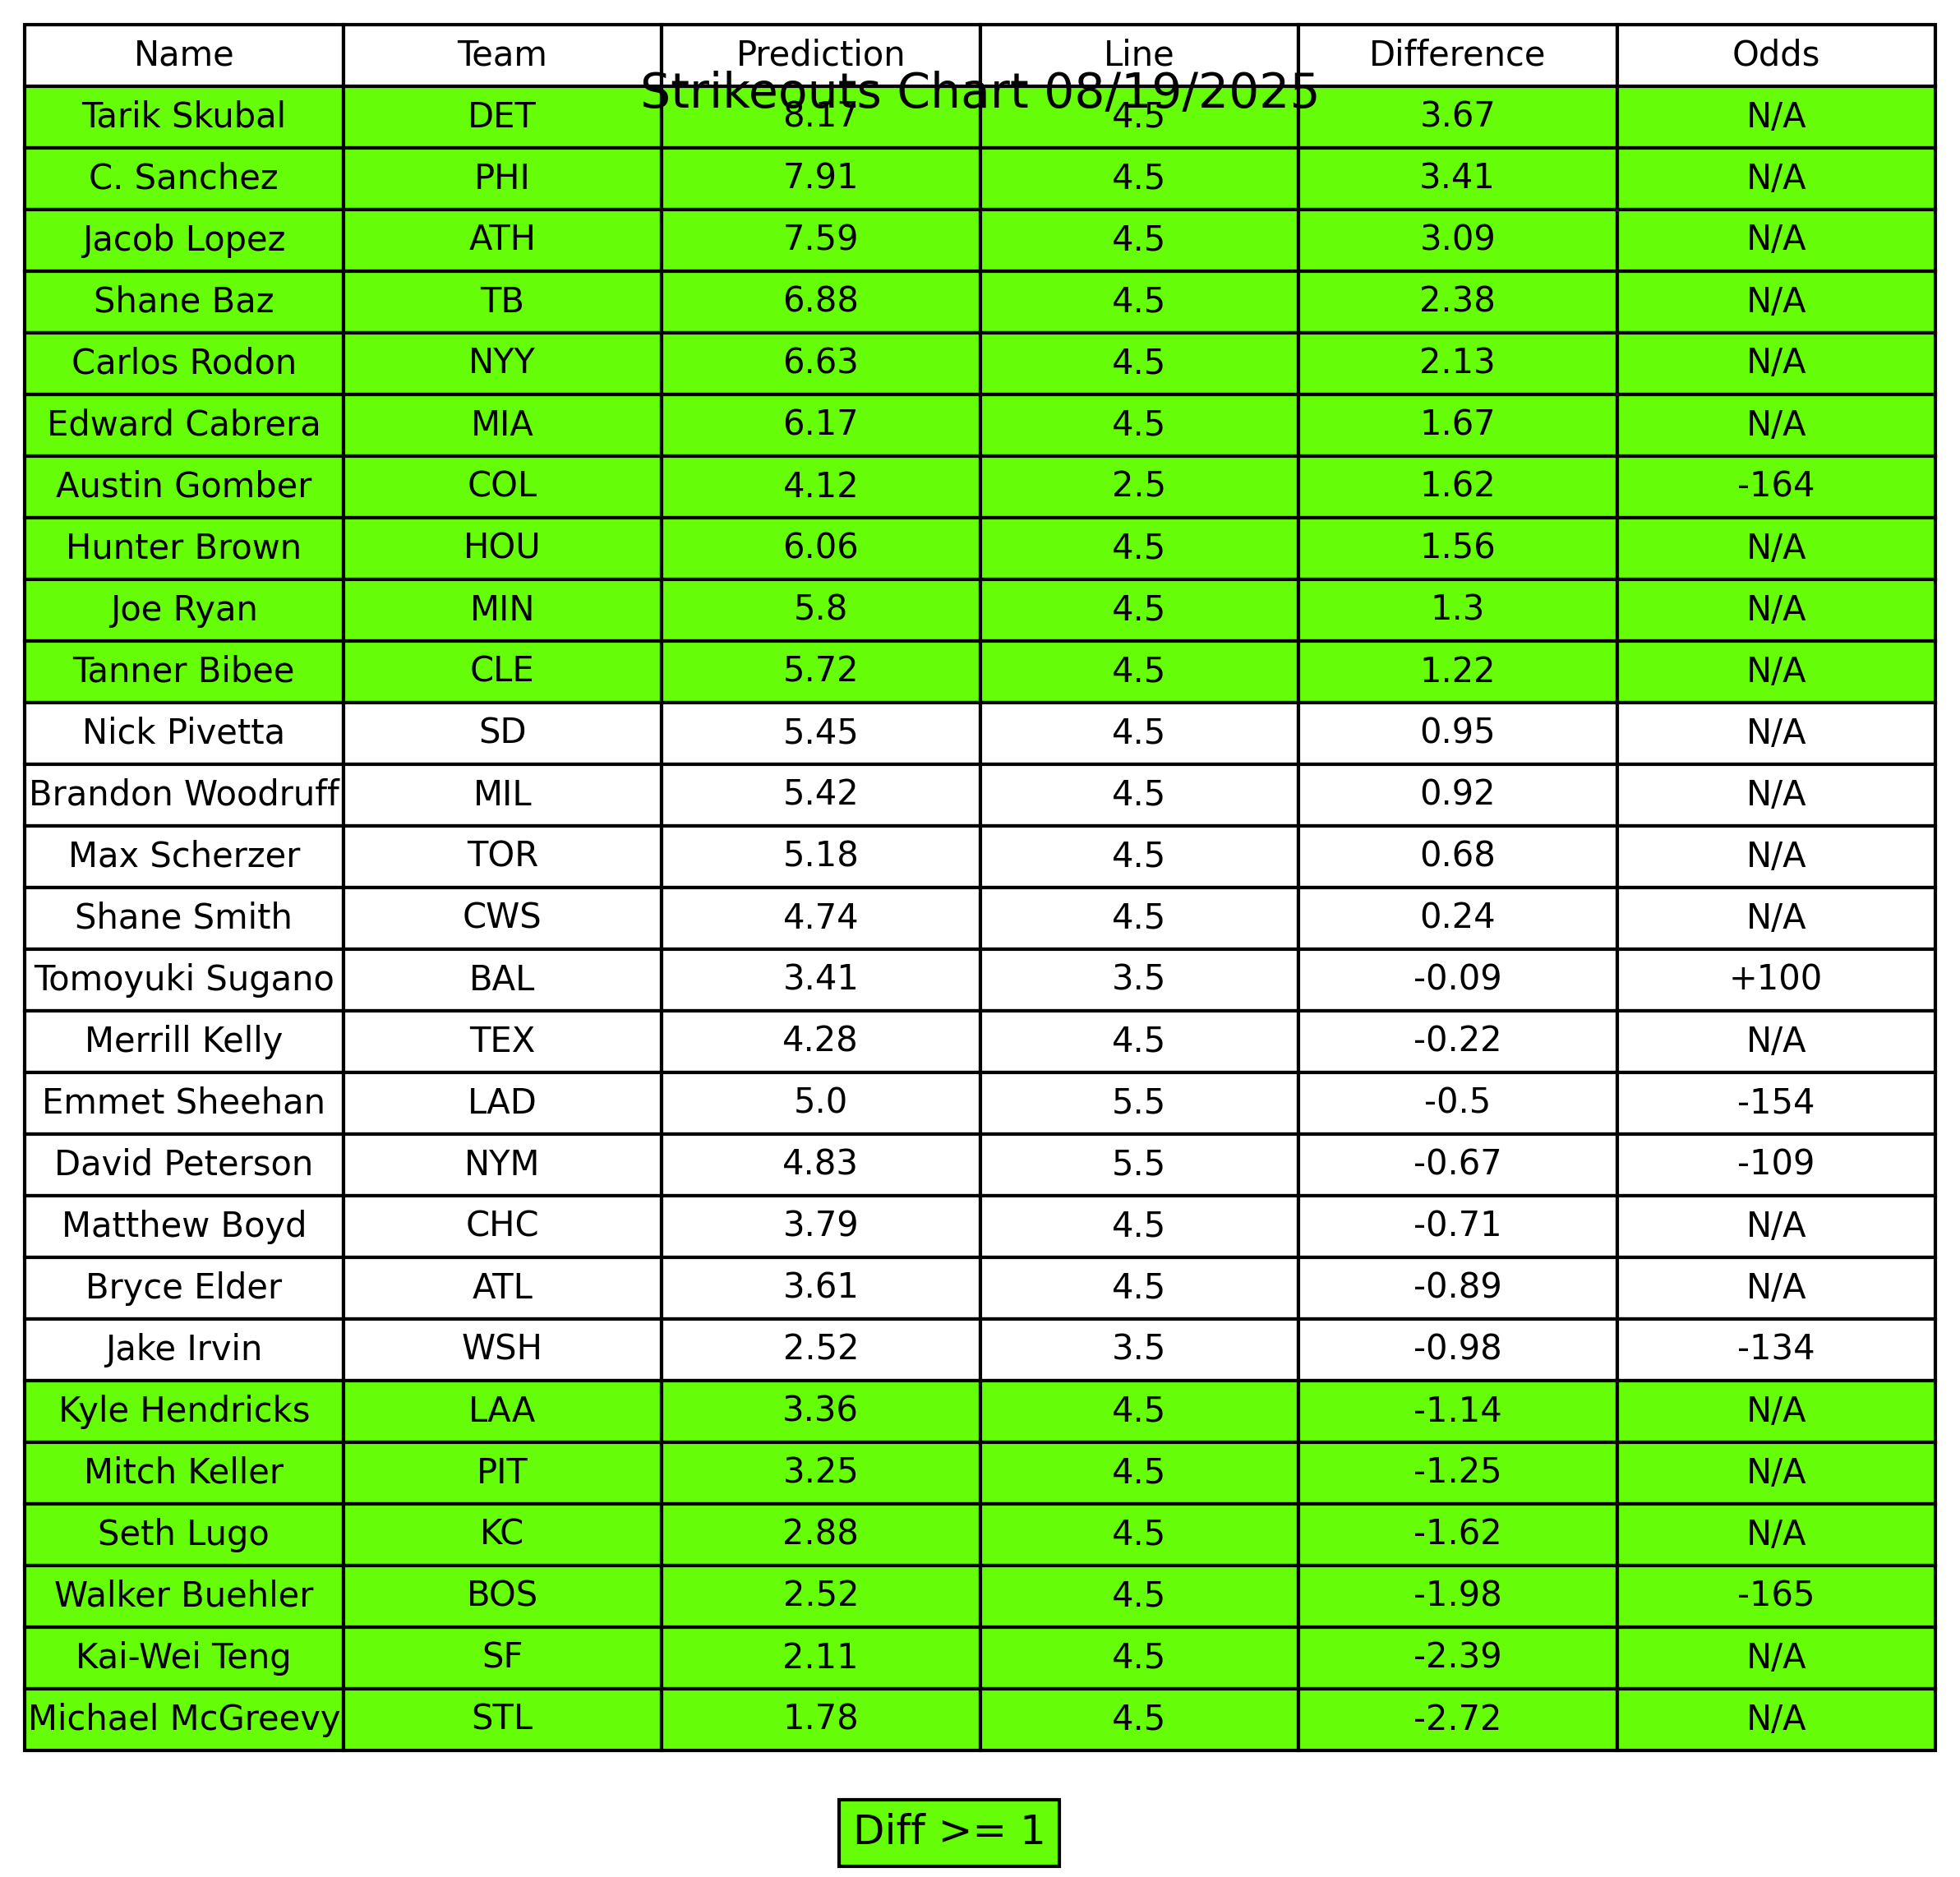 Name Team Prediction Line Difference Odds
Strikeouts Chart 08/19/2025
Tarik Skubal DET 8.17 4.5 3.67 N/A
C. Sanchez PHI 7.91 4.5 3.41 N/A
Jacob Lopez ATH 7.59 4.5 3.09 N/A
Shane Baz TB 6.88 4.5 2.38 N/A
Carlos Rodon NYY 6.63 4.5 2.13 N/A
Edward Cabrera MIA 6.17 4.5 1.67 N/A
Austin Gomber COL 4.12 2.5 1.62 -164
Hunter Brown HOU 6.06 4.5 1.56 N/A
Joe Ryan MIN 5.8 4.5 1.3 N/A
Tanner Bibee CLE 5.72 4.5 1.22 N/A
Nick Pivetta SD 5.45 4.5 0.95 N/A
Brandon Woodruff MIL 5.42 4.5 0.92 N/A
Max Scherzer TOR 5.18 4.5 0.68 N/A
Shane Smith CWS 4.74 4.5 0.24 N/A
Tomoyuki Sugano BAL 3.41 3.5 -0.09 +100
Merrill Kelly TEX 4.28 4.5 -0.22 N/A
Emmet Sheehan LAD 5.0 5.5 -0.5 -154
David Peterson NYM 4.83 5.5 -0.67 -109
Matthew Boyd CHC 3.79 4.5 -0.71 N/A
Bryce Elder ATL 3.61 4.5 -0.89 N/A
Jake Irvin WSH 2.52 3.5 -0.98 -134
Kyle Hendricks LAA 3.36 4.5 -1.14 N/A
Mitch Keller PIT 3.25 4.5 -1.25 N/A
Seth Lugo KC 2.88 4.5 -1.62 N/A
Walker Buehler BOS 2.52 4.5 -1.98 -165
Kai-Wei Teng SF 2.11 4.5 -2.39 N/A
Michael McGreevy STL 1.78 4.5 -2.72 N/A
Diff >= 1